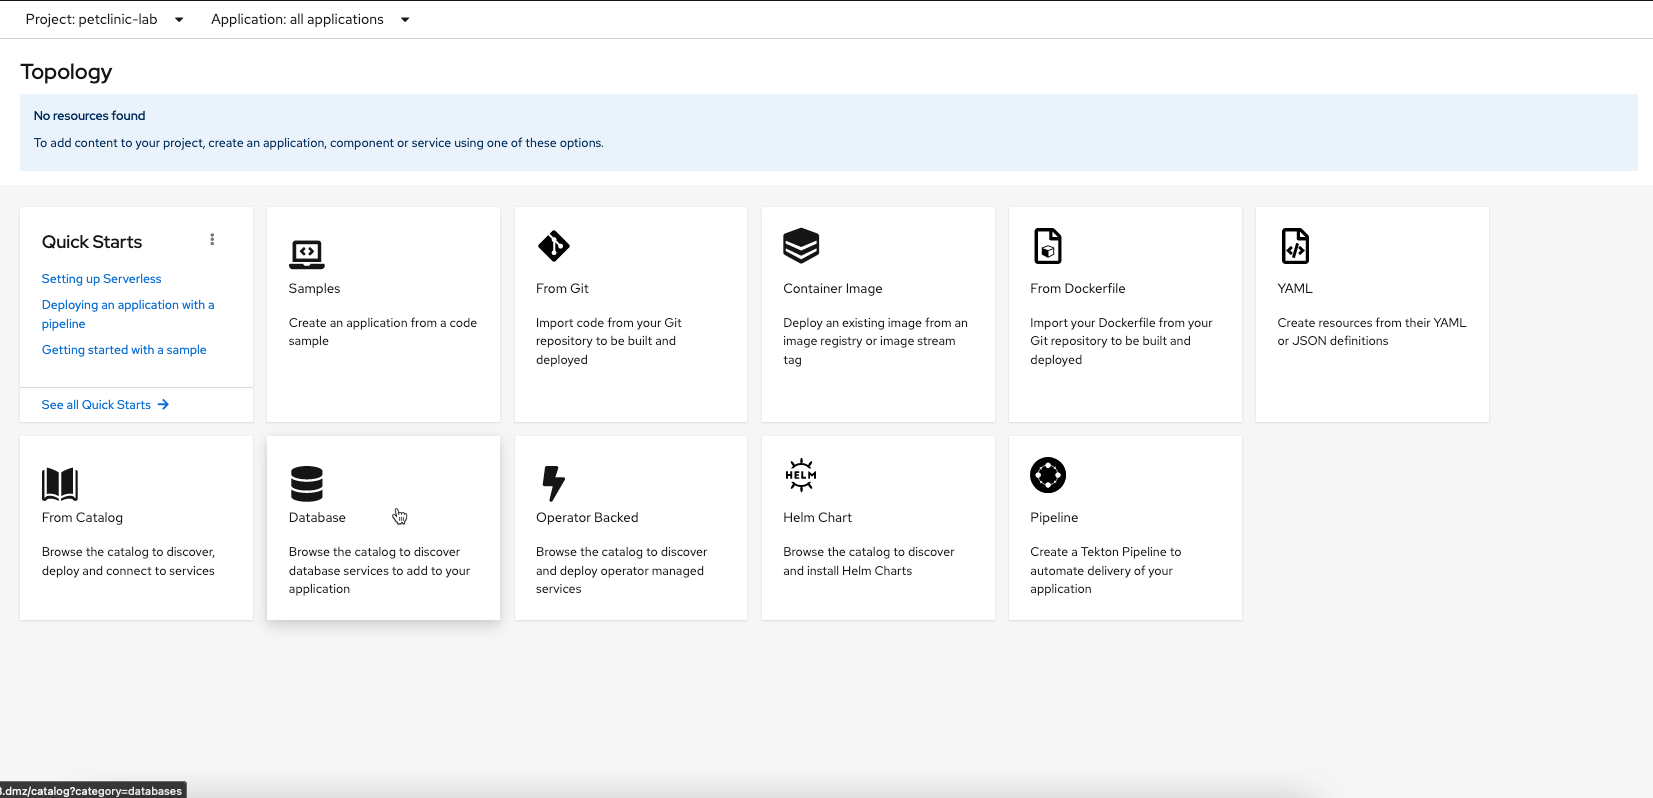 Project: petclinic-lab
Application: all applications
Topology
No resources found
To add content to your project, create an application, component or service using one of these options.
Quick Starts
Setting up Serverless
Deploying an application with a
pipeline
Getting started with a sample
See all Quick Starts
Samples
Create an application from a code
sample
From Git
Import code from your Git
repository to be built and
deployed
Container Image
Deploy an existing image from an
image registry or image stream
tag
From Dockerfile
Import your Dockerfile from your
Git repository to be built and
deployed
YAML
Create resources from their YAML
or JSON definitions
From Catalog
Browse the catalog to discover,
deploy and connect to services
Database
Browse the catalog to discover
database services to add to your
application
Operator Backed
Browse the catalog to discover
and deploy operator managed
services
HELM
Helm Chart
Browse the catalog to discover
and install Helm Charts
Pipeline
Create a Tekton Pipeline to
automate delivery of your
application
.dmz/catalog?category=databases